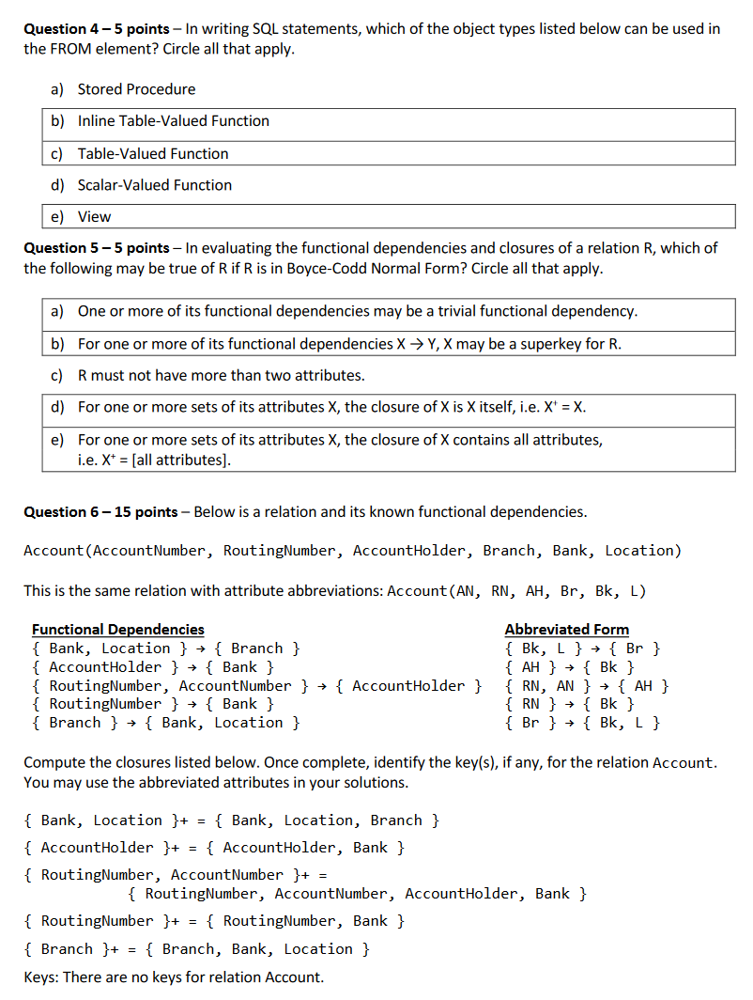 Question 4 – 5 points – In writing SQL statements, which of the object types listed below can be used in
the FROM element? Circle all that apply.
a) Stored Procedure
b) Inline Table-Valued Function
c) Table-Valued Function
d) Scalar-Valued Function
e) View
Question 5 – 5 points – In evaluating the functional dependencies and closures of a relation R, which of
the following may be true of R if R is in Boyce-Codd Normal Form? Circle all that apply.
a) One or more of its functional dependencies may be a trivial functional dependency.
b) For one or more of its functional dependencies X → Y, X may be a superkey for R.
c) R must not have more than two attributes.
d) For one or more sets of its attributes X, the closure of X is X itself, i.e. X⁺ = X.
e) For one or more sets of its attributes X, the closure of X contains all attributes,
i.e. X⁺ = [all attributes].
Question 6 – 15 points – Below is a relation and its known functional dependencies.
Account(AccountNumber, RoutingNumber, AccountHolder, Branch, Bank, Location)
This is the same relation with attribute abbreviations: Account(AN, RN, AH, Br, Bk, L)
Functional Dependencies Abbreviated Form
{ Bank, Location } → { Branch } { Bk, L } → { Br }
{ AccountHolder } → { Bank } { AH } → { Bk }
{ RoutingNumber, AccountNumber } → { AccountHolder } { RN, AN } → { AH }
{ RoutingNumber } → { Bank } { RN } → { Bk }
{ Branch } → { Bank, Location } { Br } → { Bk, L }
Compute the closures listed below. Once complete, identify the key(s), if any, for the relation Account.
You may use the abbreviated attributes in your solutions.
{ Bank, Location }+ = { Bank, Location, Branch }
{ AccountHolder }+ = { AccountHolder, Bank }
{ RoutingNumber, AccountNumber }+ =
{ RoutingNumber, AccountNumber, AccountHolder, Bank }
{ RoutingNumber }+ = { RoutingNumber, Bank }
{ Branch }+ = { Branch, Bank, Location }
Keys: There are no keys for relation Account.